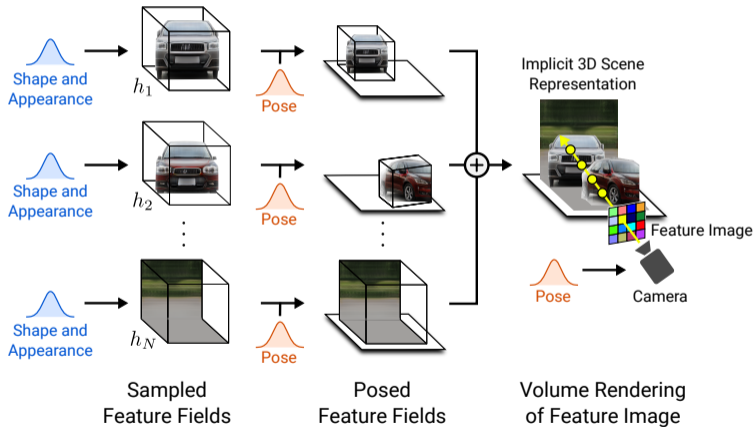 Shape and
Appearance
h1
Pose
Shape and
Appearance
h2
Pose
Shape and
Appearance
hN
Pose
Implicit 3D Scene
Representation
Feature Image
Pose
Camera
Sampled
Feature Fields
Posed
Feature Fields
Volume Rendering
of Feature Image